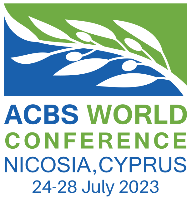 ACBS WORLD
CONFERENCE
NICOSIA, CYPRUS
24-28 July 2023